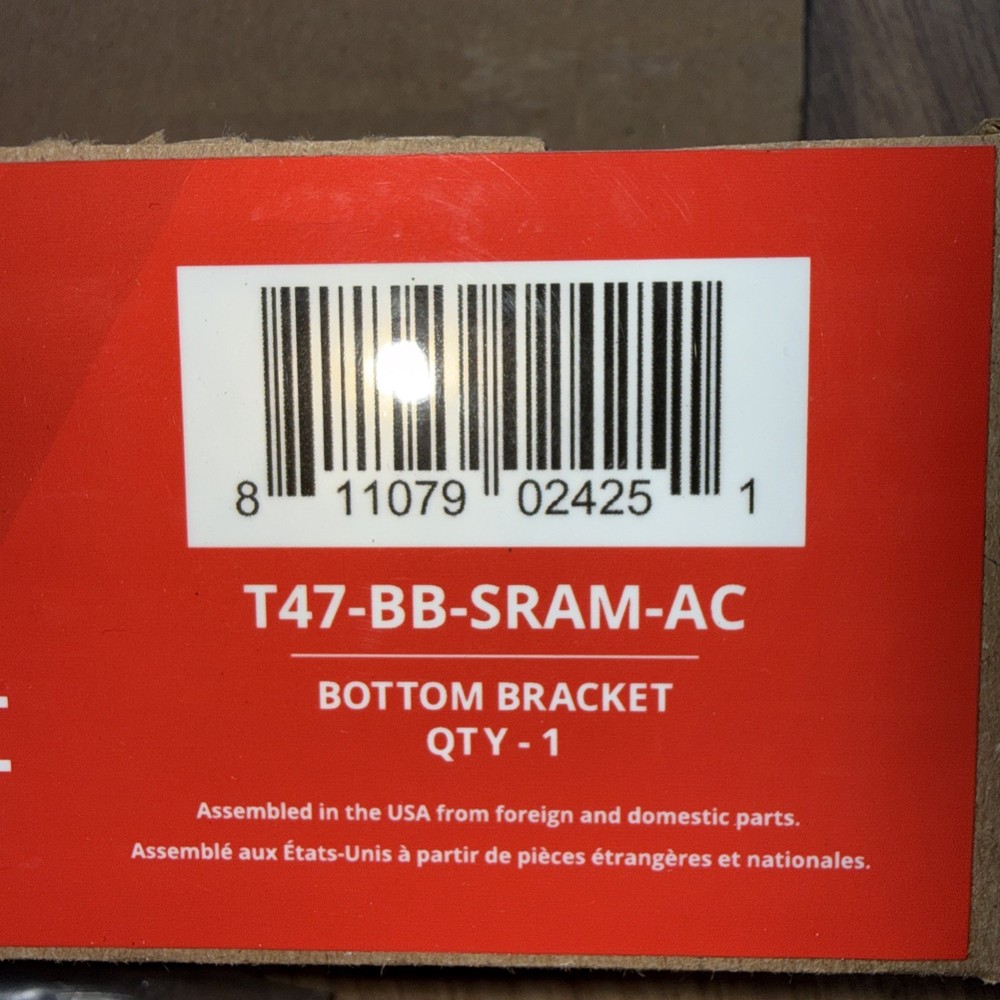 8 11079 02425 1
T47-BB-SRAM-AC
BOTTOM BRACKET
QTY - 1
Assembled in the USA from foreign and domestic parts.
Assemblé aux États-Unis à partir de pièces étrangères et nationales.